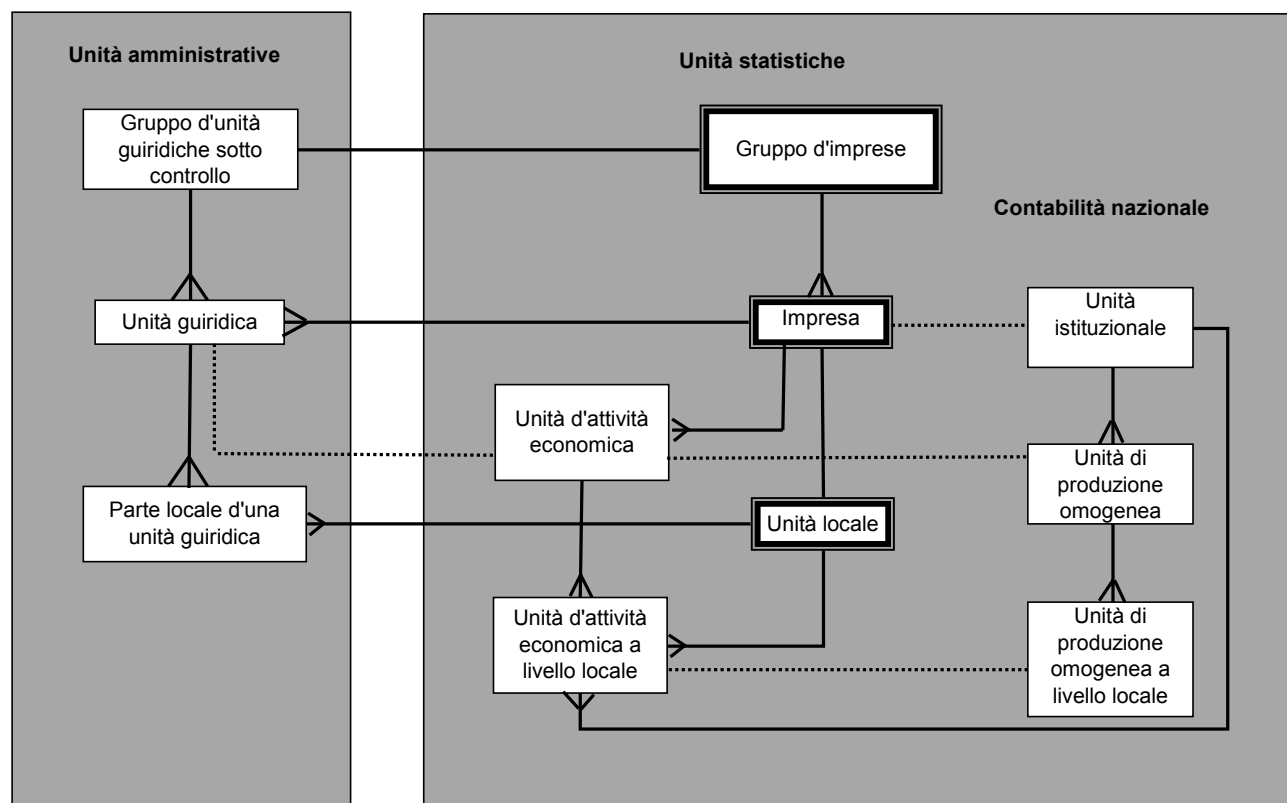 Unità amministrative
Gruppo d'unità
guiridiche sotto
controllo
Unità guiridica
Parte locale d'una
unità guiridica
Unità statistiche
Gruppo d'imprese
Contabilità nazionale
Impresa
Unità
istituzionale
Unità d'attività
economica
Unità di
produzione
omogenea
Unità locale
Unità d'attività
economica a
livello locale
Unità di
produzione
omogenea a
livello locale